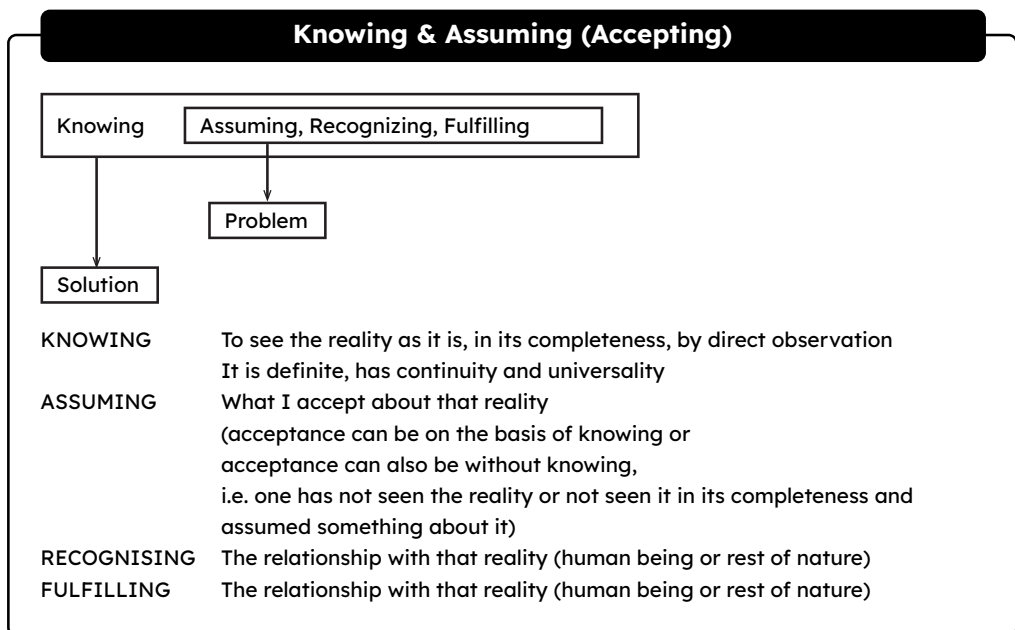 Knowing & Assuming (Accepting)
Knowing Assuming, Recognizing, Fulfilling
Problem
Solution
KNOWING To see the reality as it is, in its completeness, by direct observation
It is definite, has continuity and universality
ASSUMING What I accept about that reality
(acceptance can be on the basis of knowing or
acceptance can also be without knowing,
i.e. one has not seen the reality or not seen it in its completeness and
assumed something about it)
RECOGNISING The relationship with that reality (human being or rest of nature)
FULFILLING The relationship with that reality (human being or rest of nature)